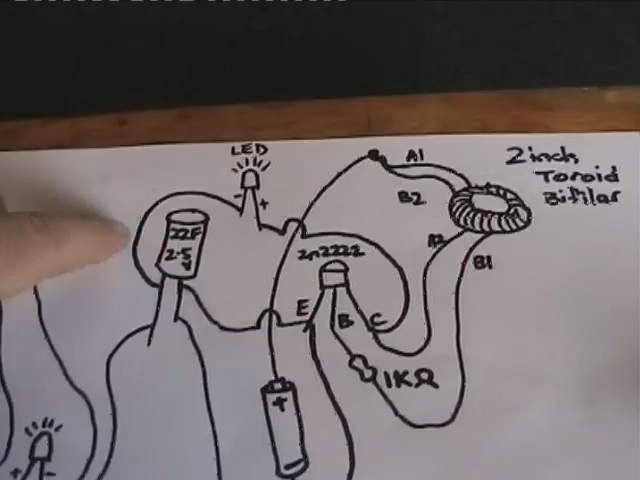 LED
A1
2inch
Toroid
Bifilar
B2
22F
2.5
V
2n2222
A2
B1
E
B
C
1KΩ
- +
+
+ -